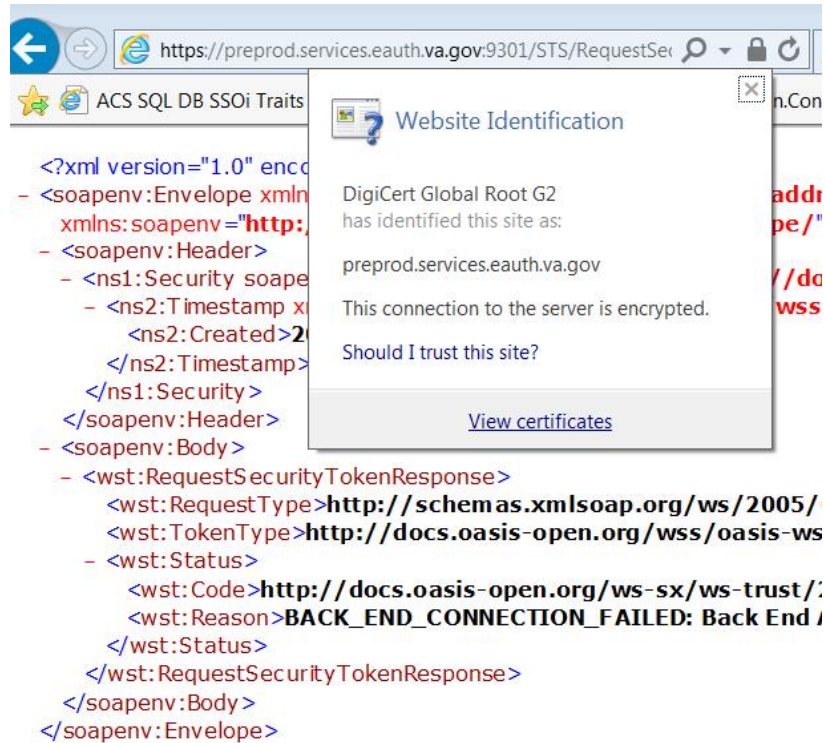 https://preprod.services.eauth.va.gov:9301/STS/RequestSec
ACS SQL DB SSOi Traits
n.Con
Website Identification
DigiCert Global Root G2
has identified this site as:
preprod.services.eauth.va.gov
This connection to the server is encrypted.
Should I trust this site?
View certificates
<?xml version="1.0" enc
- <soapenv:Envelope xmln addr
xmlns:soapenv="http:/ pe/"
- <soapenv:Header>
- <ns1:Security soape //do
- <ns2:Timestamp x wss
<ns2:Created>20
</ns2:Timestamp>
</ns1:Security>
</soapenv:Header>
- <soapenv:Body>
- <wst:RequestSecurityTokenResponse>
<wst:RequestType>http://schemas.xmlsoap.org/ws/2005/
<wst:TokenType>http://docs.oasis-open.org/wss/oasis-ws
- <wst:Status>
<wst:Code>http://docs.oasis-open.org/ws-sx/ws-trust/2
<wst:Reason>BACK_END_CONNECTION_FAILED: Back End A
</wst:Status>
</wst:RequestSecurityTokenResponse>
</soapenv:Body>
</soapenv:Envelope>